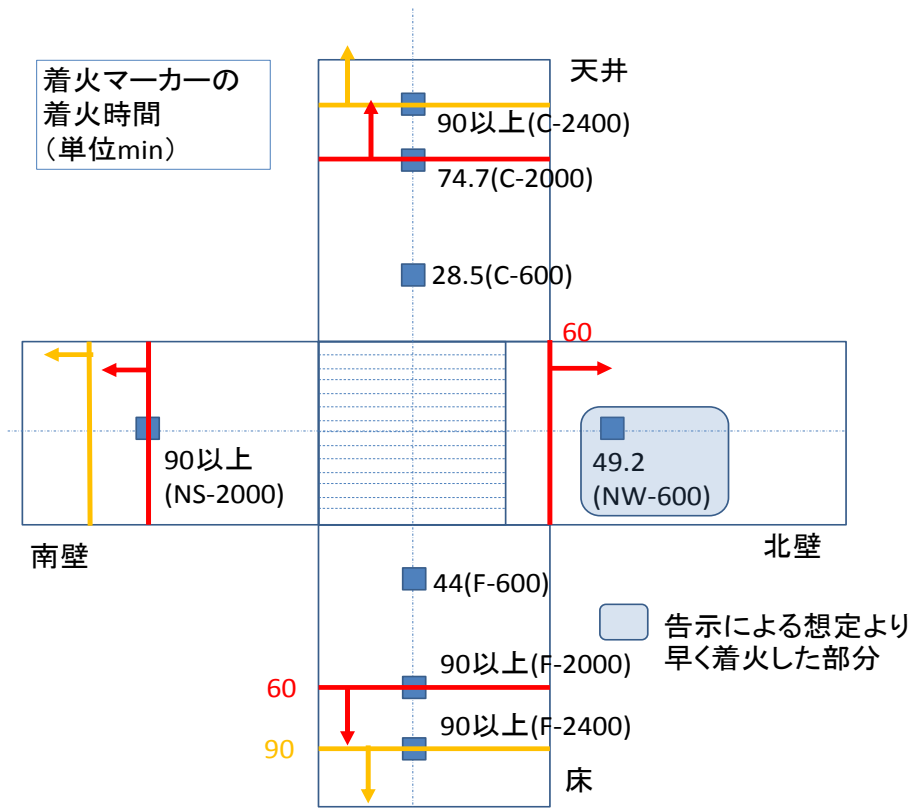 着火マーカーの
着火時間
（単位min）
天井
90以上(C-2400)
74.7(C-2000)
28.5(C-600)
60
90以上
(NS-2000)
49.2
(NW-600)
南壁
北壁
44(F-600)
告示による想定より
早く着火した部分
90以上(F-2000)
60
90以上(F-2400)
90
床